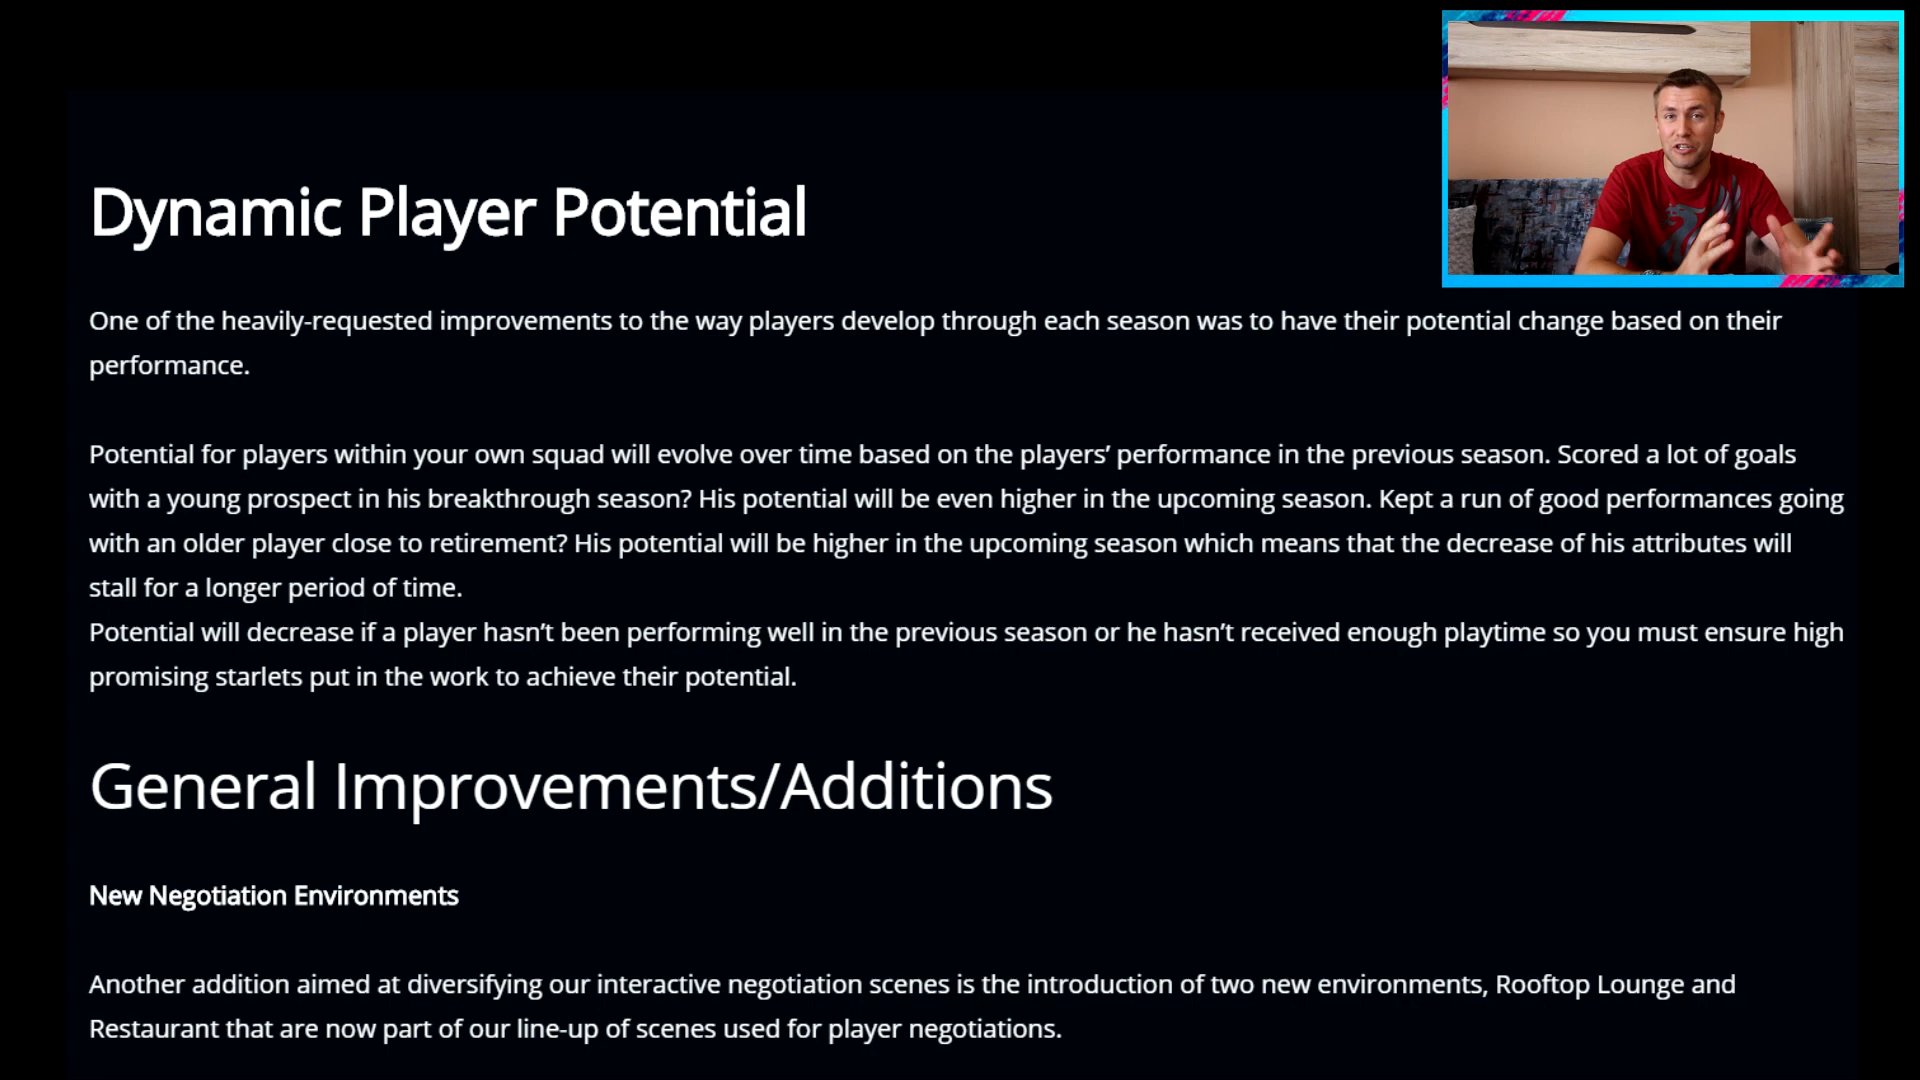 Dynamic Player Potential
One of the heavily-requested improvements to the way players develop through each season was to have their potential change based on their
performance.
Potential for players within your own squad will evolve over time based on the players’ performance in the previous season. Scored a lot of goals
with a young prospect in his breakthrough season? His potential will be even higher in the upcoming season. Kept a run of good performances going
with an older player close to retirement? His potential will be higher in the upcoming season which means that the decrease of his attributes will
stall for a longer period of time.
Potential will decrease if a player hasn’t been performing well in the previous season or he hasn’t received enough playtime so you must ensure high
promising starlets put in the work to achieve their potential.
General Improvements/Additions
New Negotiation Environments
Another addition aimed at diversifying our interactive negotiation scenes is the introduction of two new environments, Rooftop Lounge and
Restaurant that are now part of our line-up of scenes used for player negotiations.